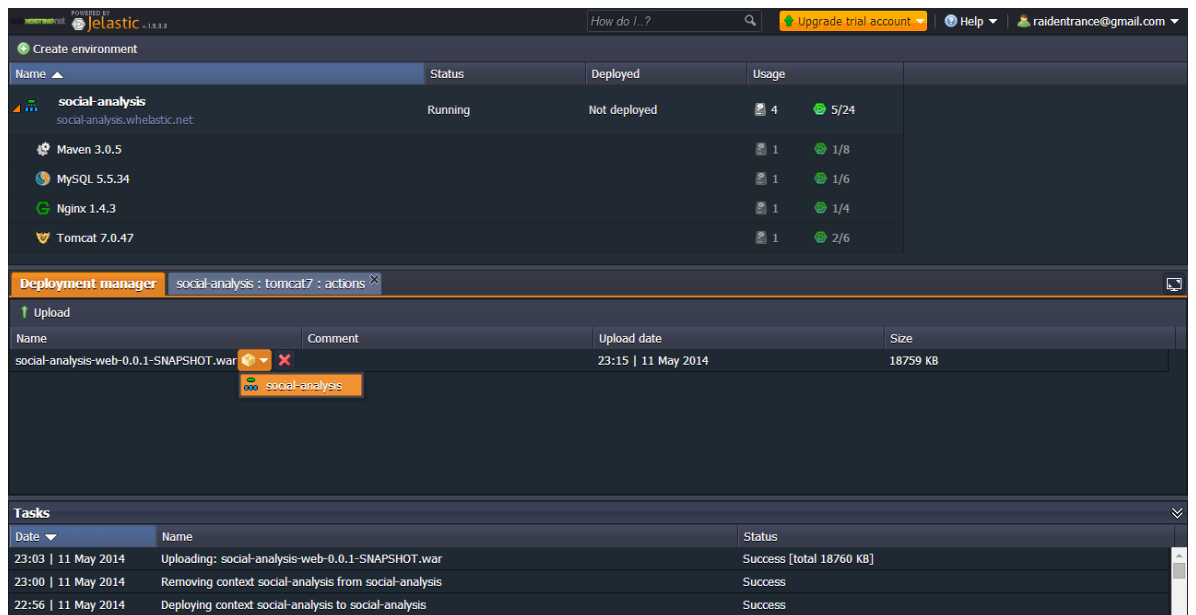 POWERED BY
Jelastic
How do I..?
Upgrade trial account
Help
raidentrance@gmail.com
Create environment
Name Status Deployed Usage
social-analysis Running Not deployed 4 5/24
social-analysis.whelastic.net
Maven 3.0.5 1 1/8
MySQL 5.5.34 1 1/6
Nginx 1.4.3 1 1/4
Tomcat 7.0.47 1 2/6
Deployment manager social-analysis : tomcat7 : actions
Upload
Name Comment Upload date Size
social-analysis-web-0.0.1-SNAPSHOT.war 23:15 | 11 May 2014 18759 KB
social-analysis
Tasks
Date Name Status
23:03 | 11 May 2014 Uploading: social-analysis-web-0.0.1-SNAPSHOT.war Success [total 18760 KB]
23:00 | 11 May 2014 Removing context social-analysis from social-analysis Success
22:56 | 11 May 2014 Deploying context social-analysis to social-analysis Success